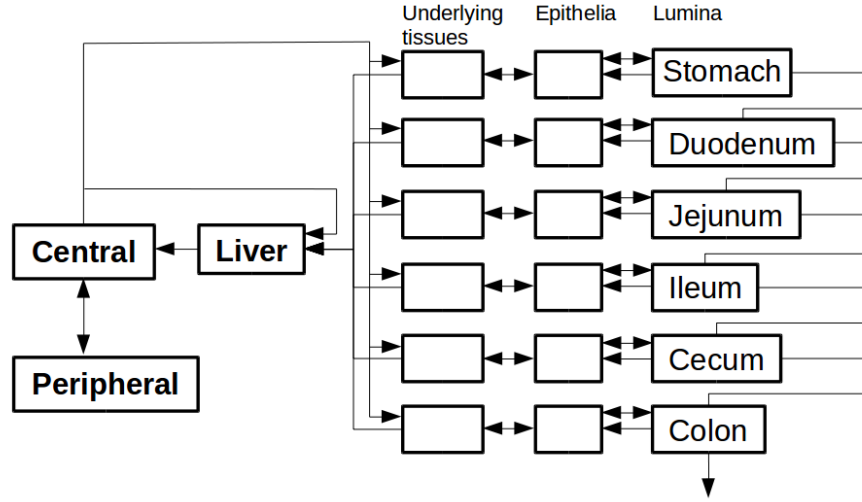 Underlying Epithelia Lumina
tissues
Stomach
Duodenum
Jejunum
Central Liver
Ileum
Peripheral
Cecum
Colon